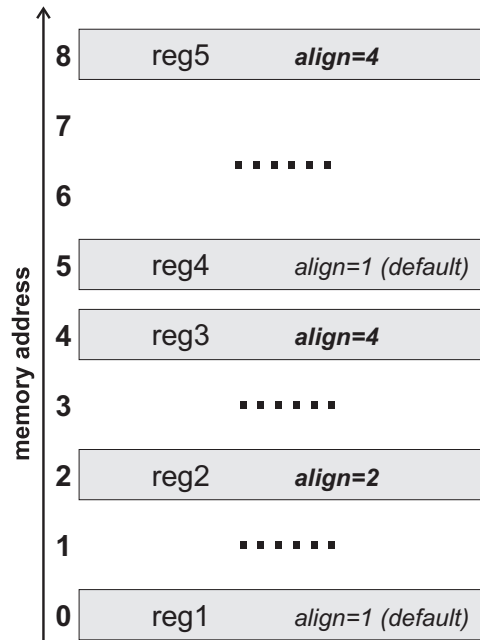 8 reg5 align=4
7
......
6
5 reg4 align=1 (default)
4 reg3 align=4
3 ......
2 reg2 align=2
1 ......
0 reg1 align=1 (default)
memory address